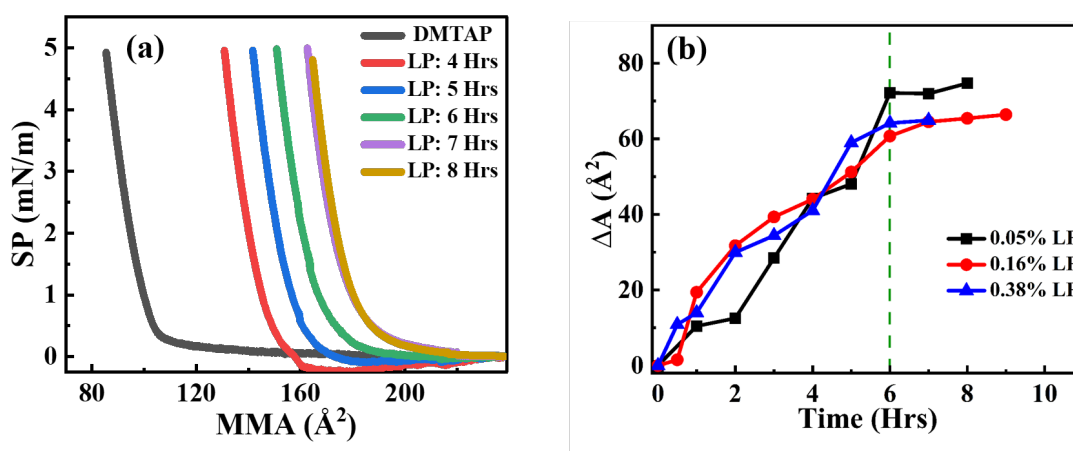 (a)
DMTAP
LP: 4 Hrs
LP: 5 Hrs
LP: 6 Hrs
LP: 7 Hrs
LP: 8 Hrs
5
4
3
2
1
0
SP (mN/m)
80 120 160 200
MMA (Å²)
(b)
80
60
40
20
0
ΔA (Å²)
0.05% LP
0.16% LP
0.38% LP
0 2 4 6 8 10
Time (Hrs)